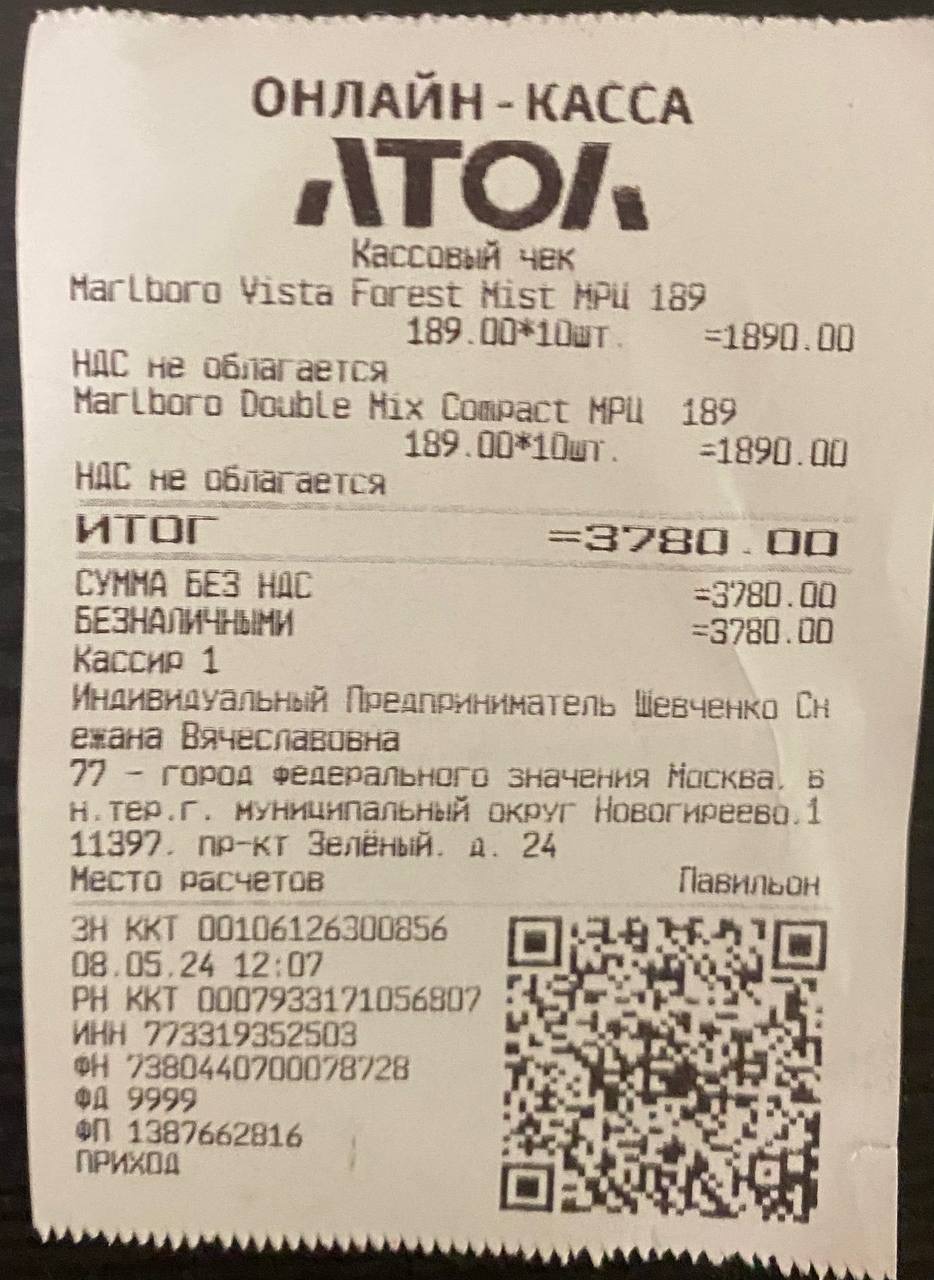 ОНЛАЙН-КАССА
АТОЛ
Кассовый чек
Marlboro Vista Forest Mist МРЦ 189
189.00*10шт. =1890.00
НДС не облагается
Marlboro Double Mix Compact МРЦ 189
189.00*10шт. =1890.00
НДС не облагается
ИТОГ =3780.00
СУММА БЕЗ НДС =3780.00
БЕЗНАЛИЧНЫМИ =3780.00
Кассир 1
Индивидуальный Предприниматель Шевченко Сн
ежана Вячеславовна
77 - город федерального значения Москва, в
н.тер.г. муниципальный округ Новогиреево,1
11397, пр-кт Зелёный, д. 24
Место расчетов Павильон
ЗН ККТ 00106126300856
08.05.24 12:07
РН ККТ 0007933171056807
ИНН 773319352503
ФН 7380440700078728
ФД 9999
ФП 1387662816
ПРИХОД